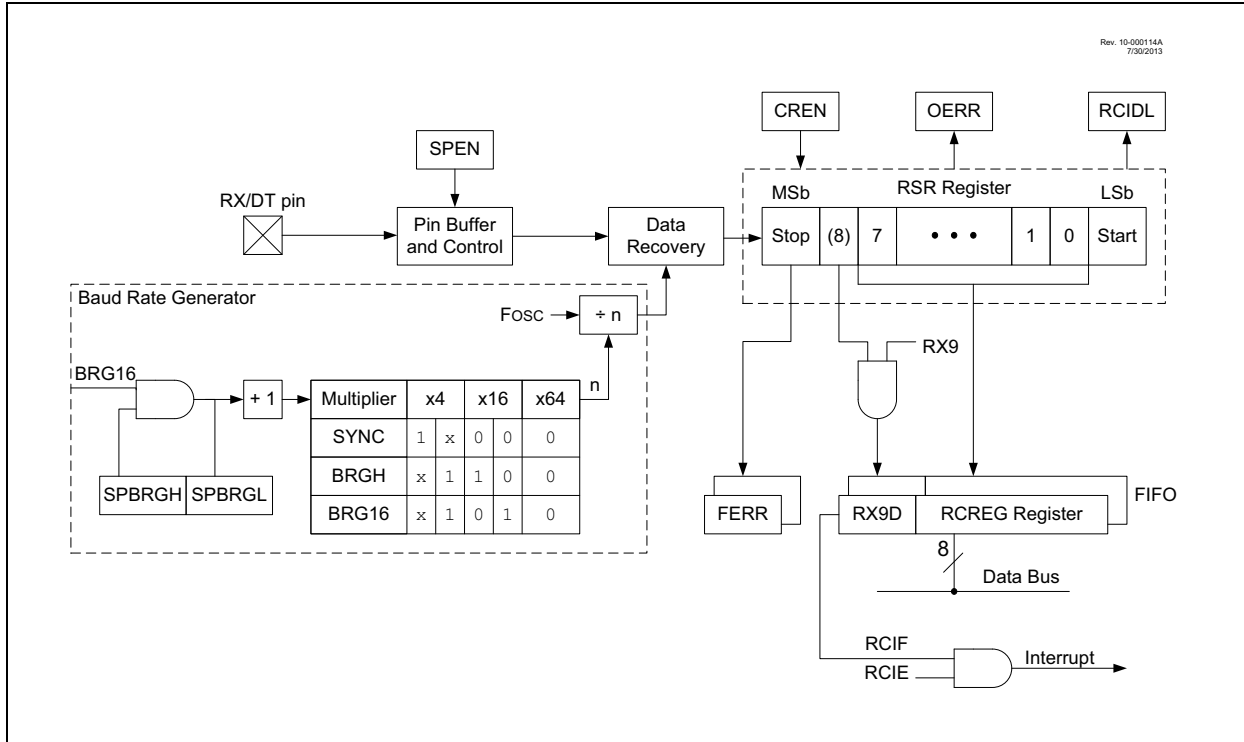 Rev. 10-000114A
7/30/2013
CREN
OERR
RCIDL
SPEN
RSR Register
MSb
LSb
RX/DT pin
Pin Buffer
and Control
Data
Recovery
Stop (8) 7 • • • 1 0 Start
Baud Rate Generator
FOSC
÷ n
RX9
BRG16
+ 1
n
Multiplier x4 x16 x64
SYNC 1 x 0 0 0
BRGH x 1 1 0 0
BRG16 x 1 0 1 0
SPBRGH SPBRGL
FERR
RX9D
RCREG Register
FIFO
8
Data Bus
RCIF
RCIE
Interrupt